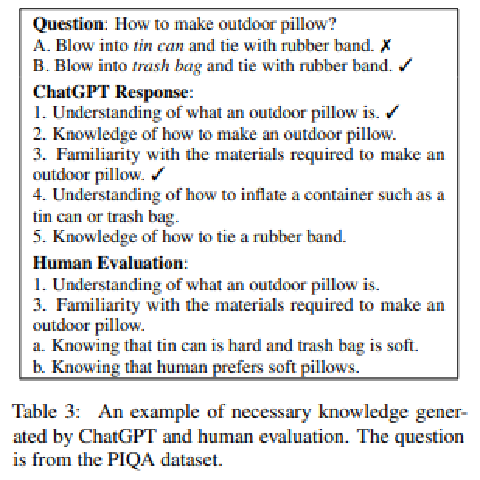 Question: How to make outdoor pillow?
A. Blow into tin can and tie with rubber band. ✗
B. Blow into trash bag and tie with rubber band. ✓
ChatGPT Response:
1. Understanding of what an outdoor pillow is. ✓
2. Knowledge of how to make an outdoor pillow.
3. Familiarity with the materials required to make an
outdoor pillow. ✓
4. Understanding of how to inflate a container such as a
tin can or trash bag.
5. Knowledge of how to tie a rubber band.
Human Evaluation:
1. Understanding of what an outdoor pillow is.
3. Familiarity with the materials required to make an
outdoor pillow.
a. Knowing that tin can is hard and trash bag is soft.
b. Knowing that human prefers soft pillows.
Table 3: An example of necessary knowledge gener-
ated by ChatGPT and human evaluation. The question
is from the PIQA dataset.